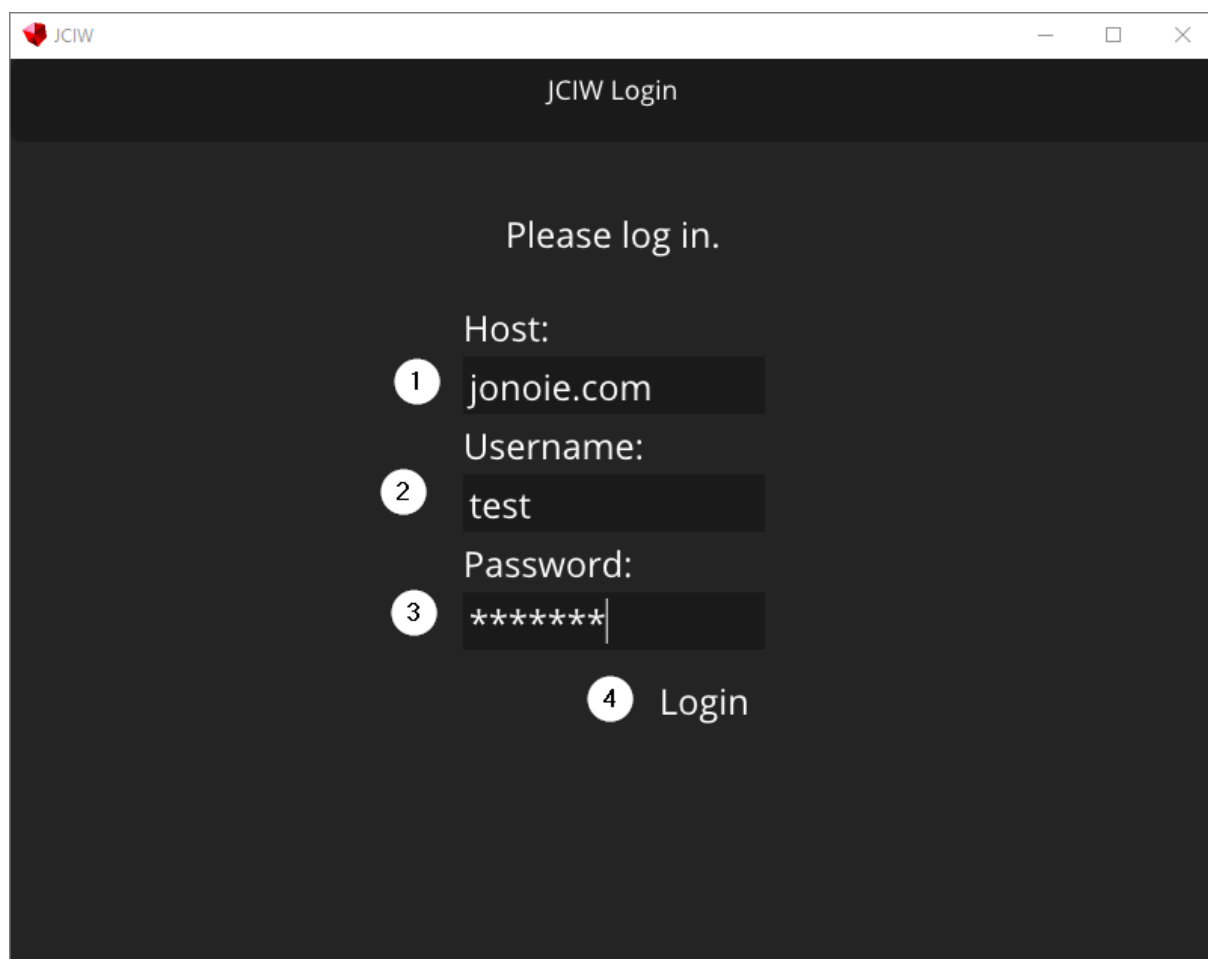 JCIW
JCIW Login
Please log in.
Host:
1 jonoie.com
Username:
2 test
Password:
3 *******
4 Login